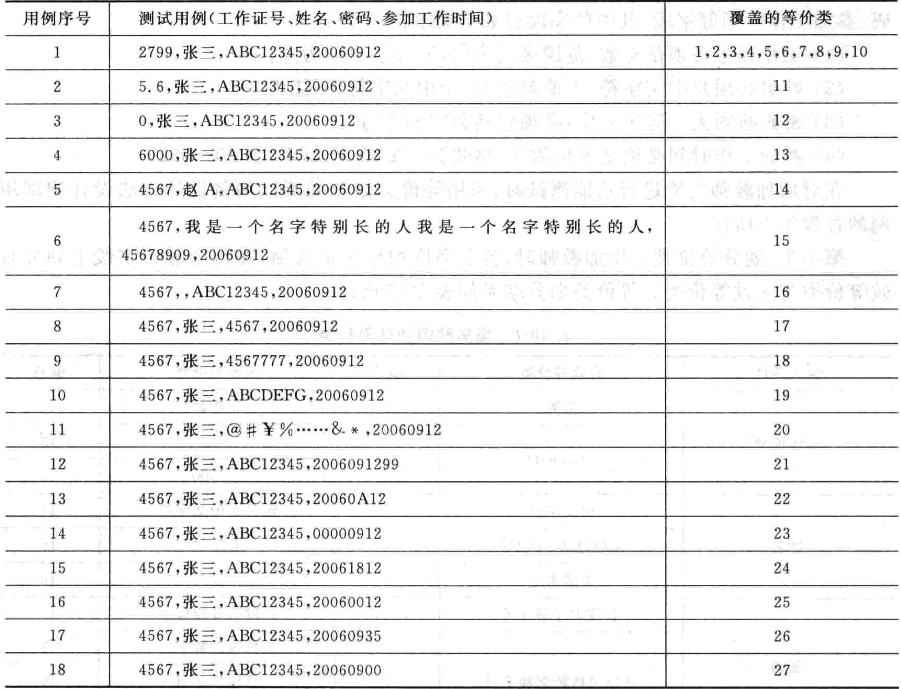 用例序号 测试用例(工作证号、姓名、密码、参加工作时间) 覆盖的等价类
1 2799,张三,ABC12345,20060912 1,2,3,4,5,6,7,8,9,10
2 5.6,张三,ABC12345,20060912 11
3 0,张三,ABC12345,20060912 12
4 6000,张三,ABC12345,20060912 13
5 4567,赵A,ABC12345,20060912 14
6 4567,我是一个名字特别长的人我是一个名字特别长的人,
45678909,20060912 15
7 4567,,ABC12345,20060912 16
8 4567,张三,4567,20060912 17
9 4567,张三,4567777,20060912 18
10 4567,张三,ABCDEFG,20060912 19
11 4567,张三,@#¥%……&*,20060912 20
12 4567,张三,ABC12345,2006091299 21
13 4567,张三,ABC12345,20060A12 22
14 4567,张三,ABC12345,00000912 23
15 4567,张三,ABC12345,20061812 24
16 4567,张三,ABC12345,20060012 25
17 4567,张三,ABC12345,20060935 26
18 4567,张三,ABC12345,20060900 27